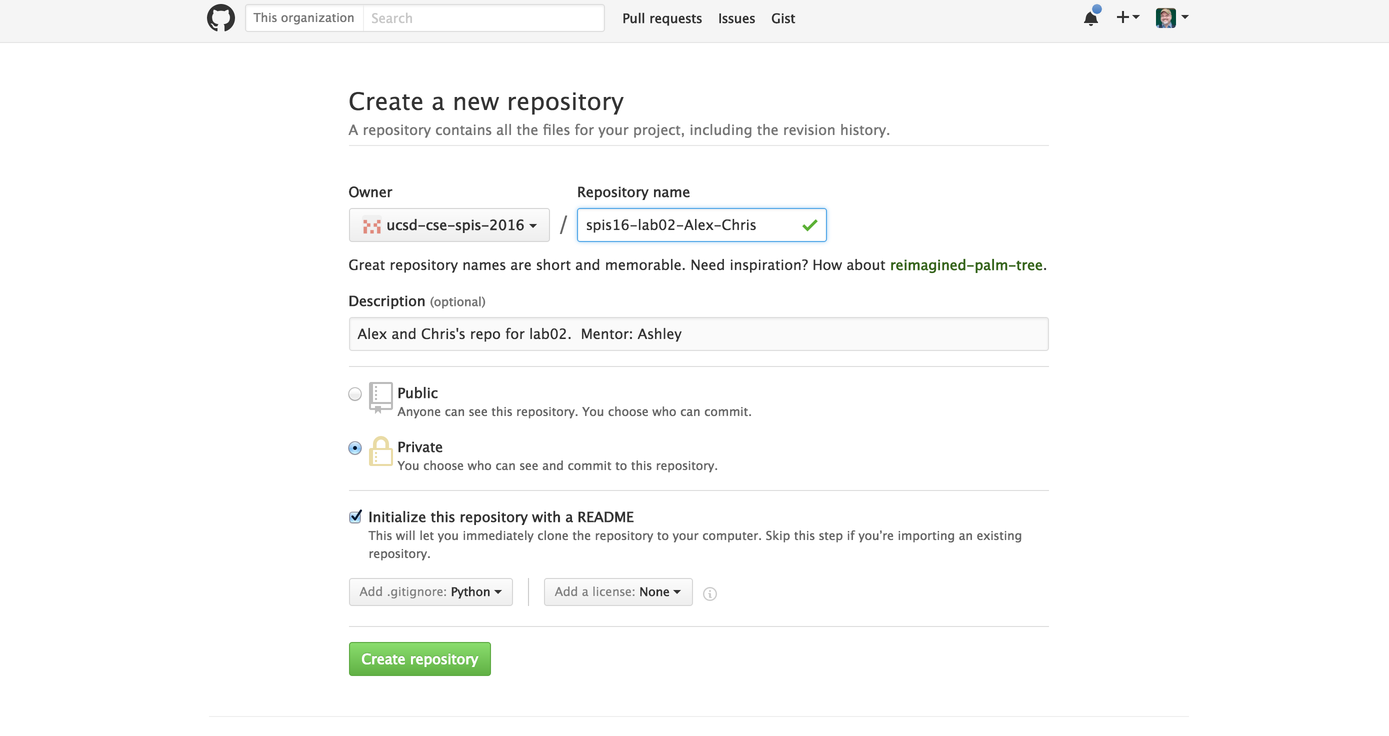 This organization Search Pull requests Issues Gist
Create a new repository
A repository contains all the files for your project, including the revision history.
Owner Repository name
ucsd-cse-spis-2016 / spis16-lab02-Alex-Chris
Great repository names are short and memorable. Need inspiration? How about reimagined-palm-tree.
Description (optional)
Alex and Chris's repo for lab02.  Mentor: Ashley
Public
Anyone can see this repository. You choose who can commit.
Private
You choose who can see and commit to this repository.
Initialize this repository with a README
This will let you immediately clone the repository to your computer. Skip this step if you're importing an existing
repository.
Add .gitignore: Python Add a license: None
Create repository